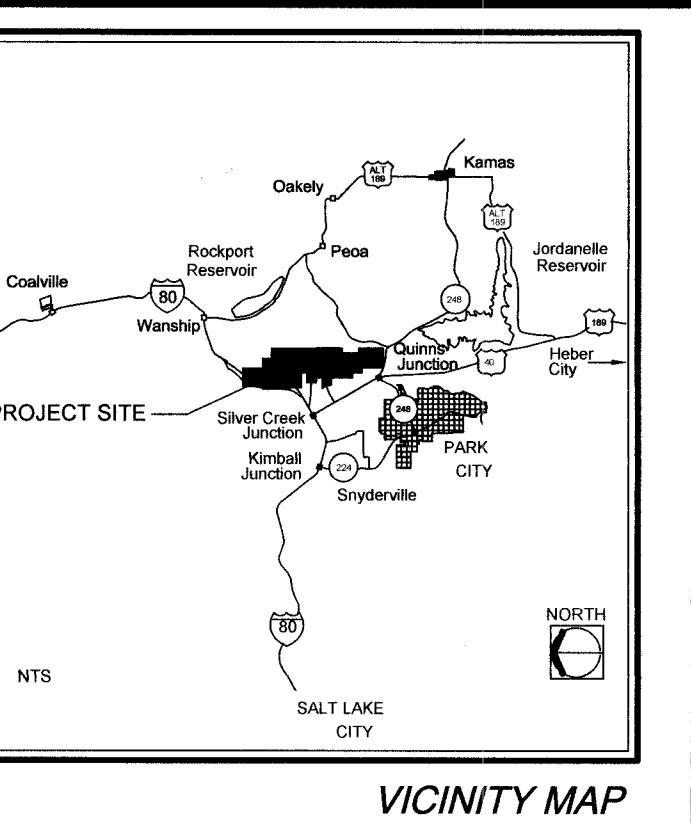 Kamas
ALT
189
Oakely
ALT
189
Peoa
Rockport
Reservoir
Jordanelle
Reservoir
Coalville
80
248
Wanship
189
Quinns
Junction
40
Heber
City
PROJECT SITE
Silver Creek
Junction
248
PARK
CITY
Kimball
Junction
224
Snyderville
80
NORTH
NTS
SALT LAKE
CITY
VICINITY MAP